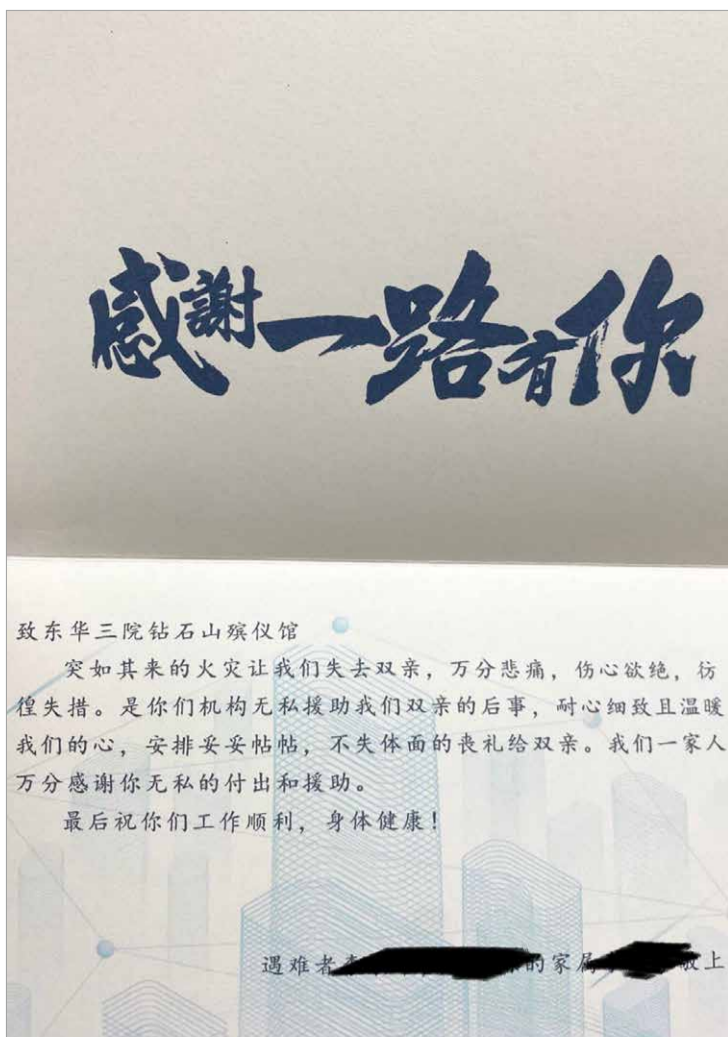 感謝一路有你
致东华三院钻石山殡仪馆
突如其来的火灾让我们失去双亲，万分悲痛，伤心欲绝，彷
徨失措。是你们机构无私援助我们双亲的后事，耐心细致且温暖
我们的心，安排妥妥帖帖，不失体面的丧礼给双亲。我们一家人
万分感谢你无私的付出和援助。
最后祝你们工作顺利，身体健康！
遇难者 的家属 敬上